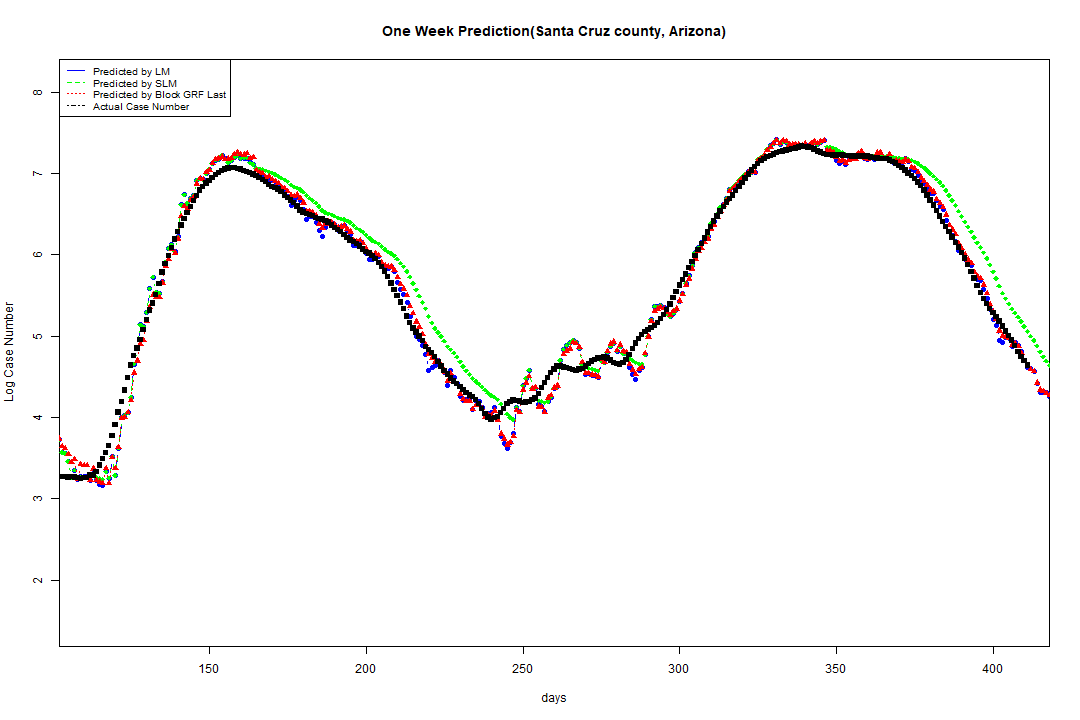 One Week Prediction(Santa Cruz county, Arizona)
Predicted by LM
Predicted by SLM
Predicted by Block GRF Last
Actual Case Number
8
7
6
5
4
3
2
Log Case Number
150 200 250 300 350 400
days